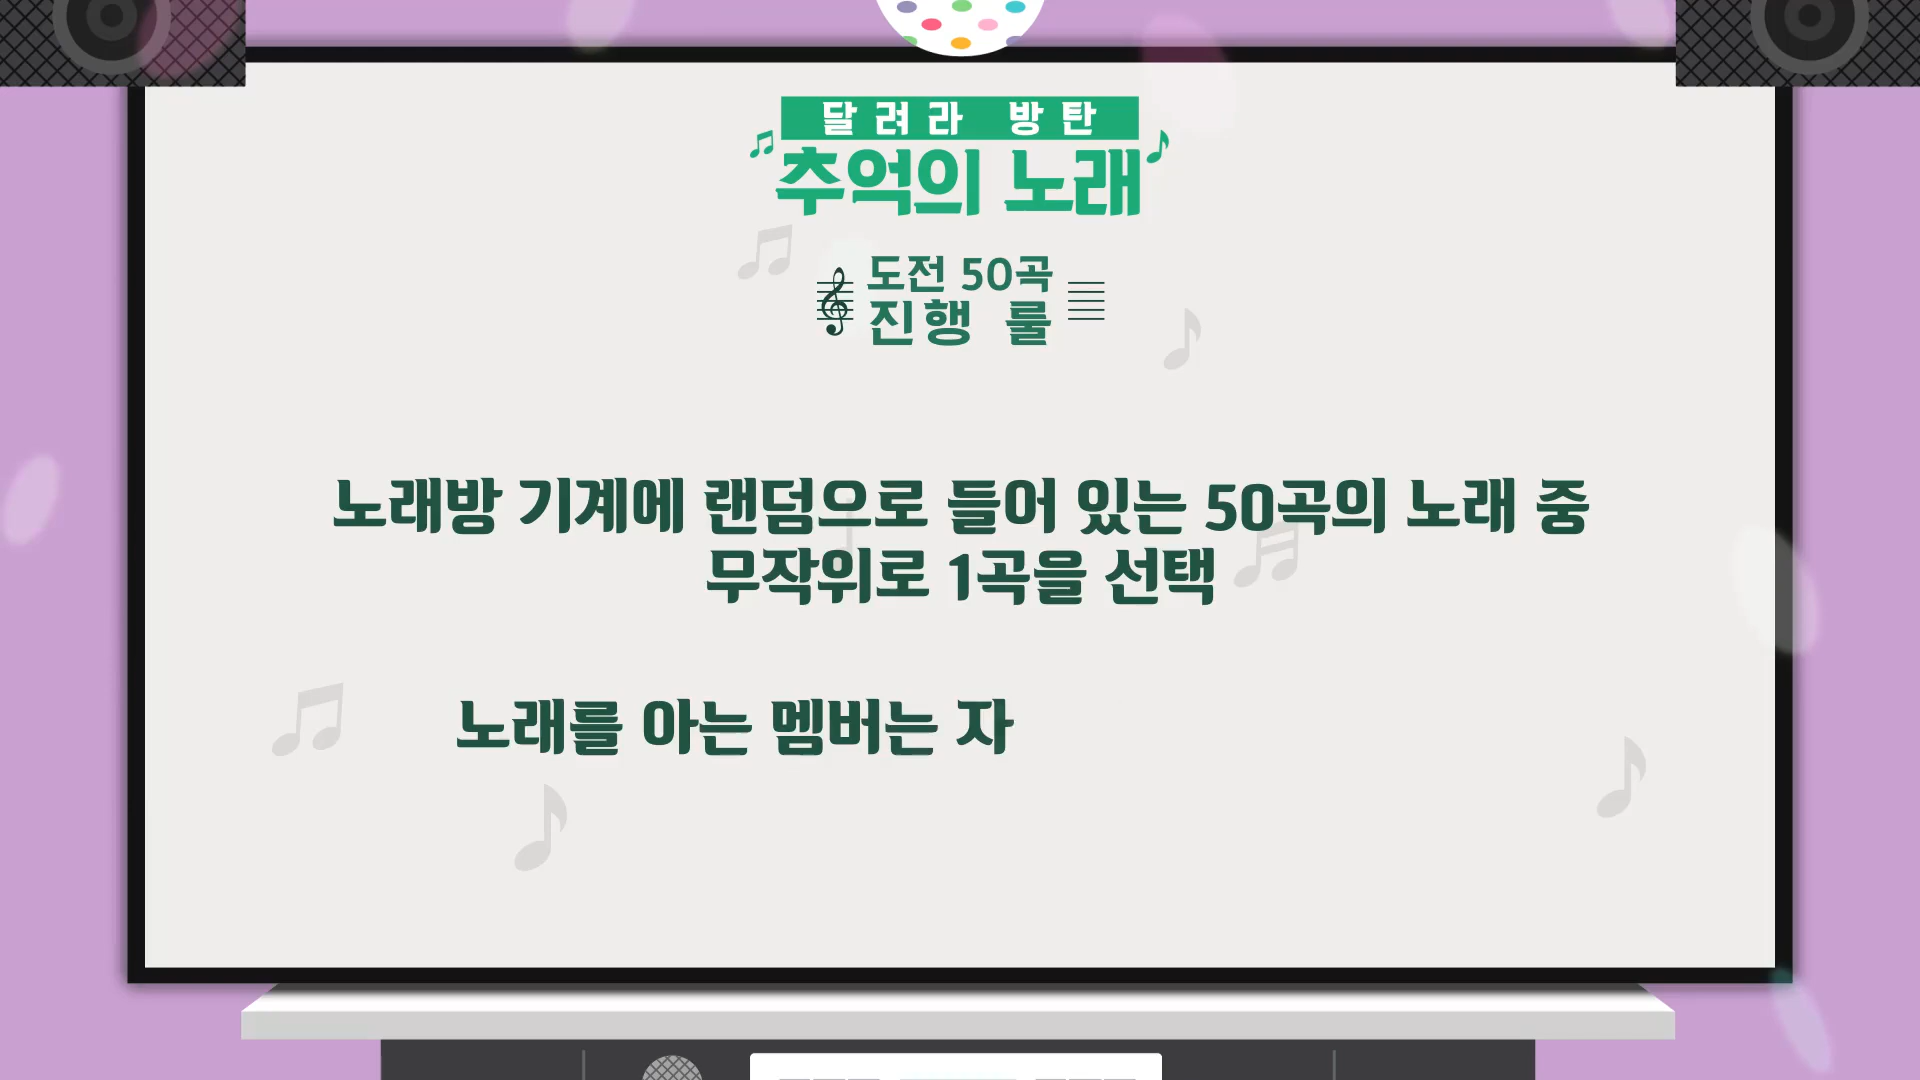 달려라 방탄
추억의 노래
도전 50곡
진행 룰
노래방 기계에 랜덤으로 들어 있는 50곡의 노래 중
무작위로 1곡을 선택
노래를 아는 멤버는 자